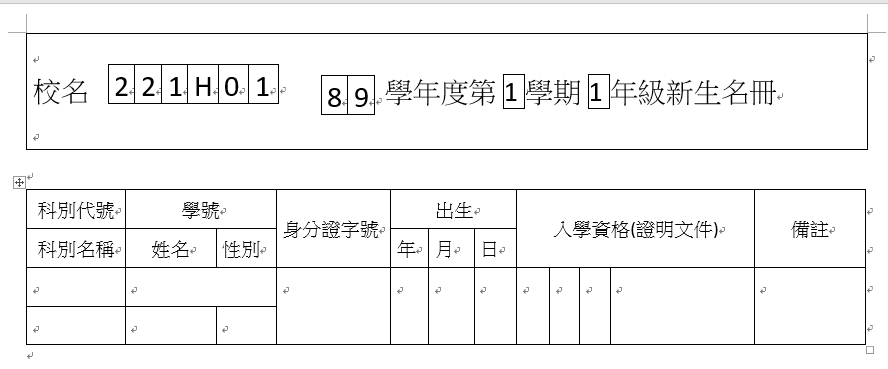 校名 221H01 89學年度第1學期1年級新生名冊
科別代號 學號 身分證字號 出生 入學資格(證明文件) 備註
科別名稱 姓名 性別 年 月 日